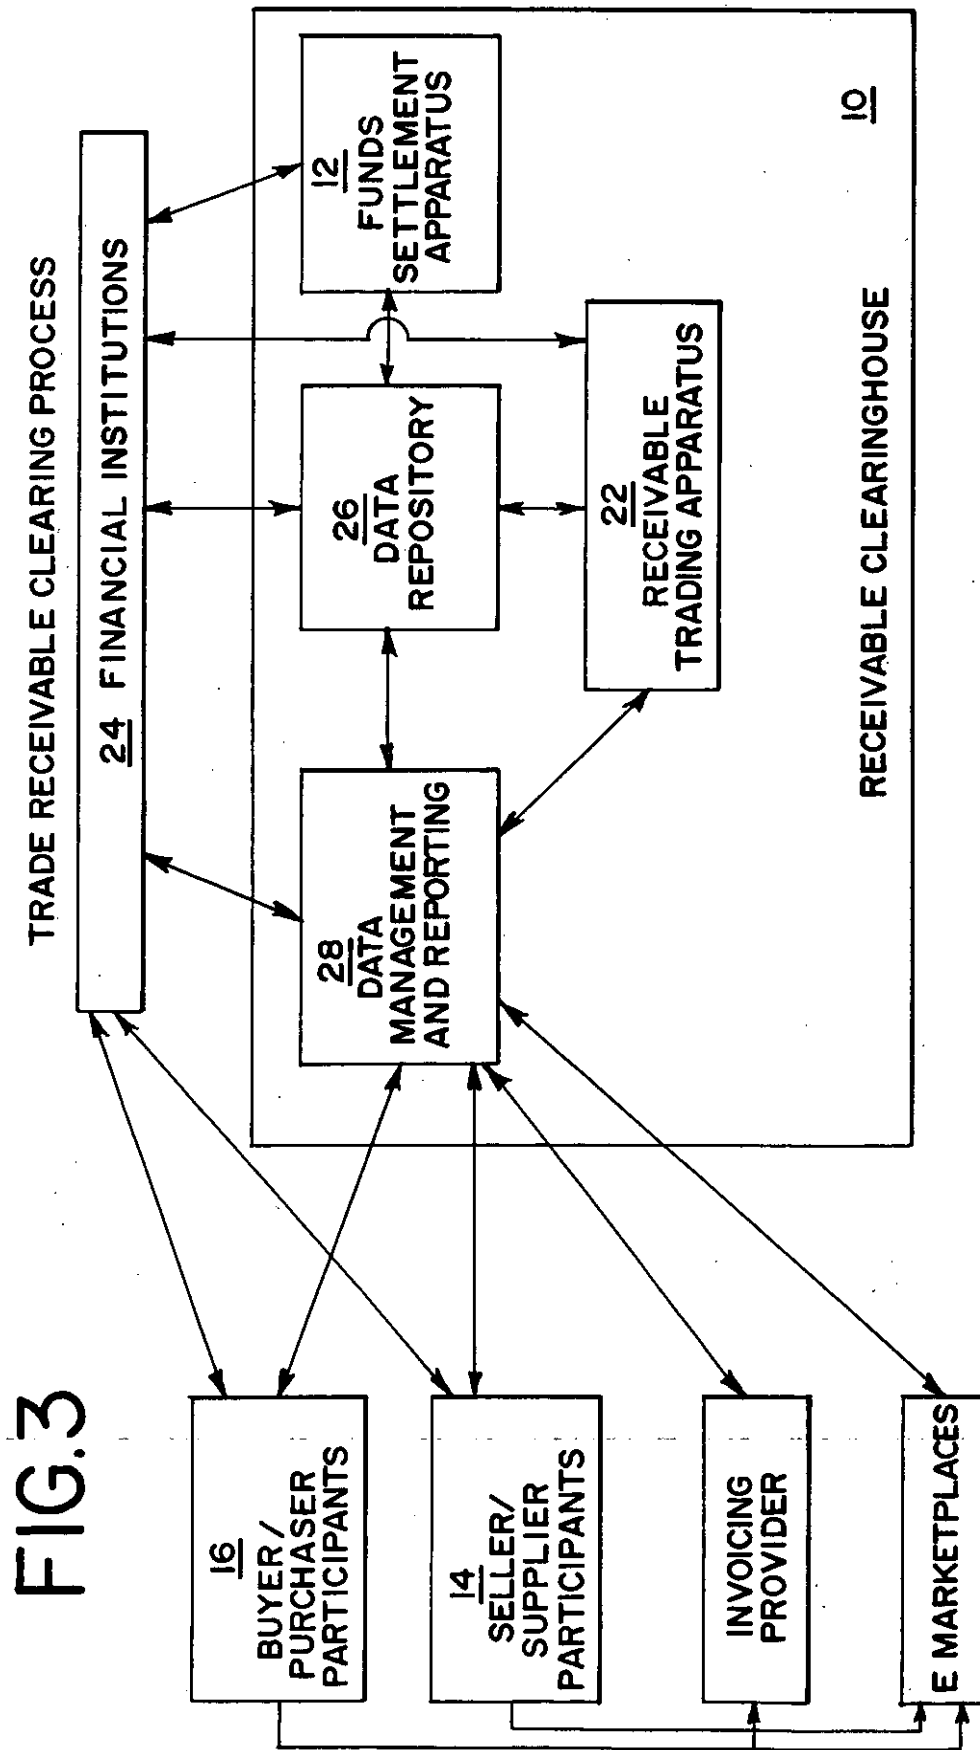 FIG.3
TRADE RECEIVABLE CLEARING PROCESS
24 FINANCIAL INSTITUTIONS
16
BUYER/
PURCHASER
PARTICIPANTS
14
SELLER/
SUPPLIER
PARTICIPANTS
INVOICING
PROVIDER
E MARKETPLACES
28
DATA
MANAGEMENT
AND REPORTING
26
DATA
REPOSITORY
12
FUNDS
SETTLEMENT
APPARATUS
22
RECEIVABLE
TRADING APPARATUS
RECEIVABLE CLEARINGHOUSE
10